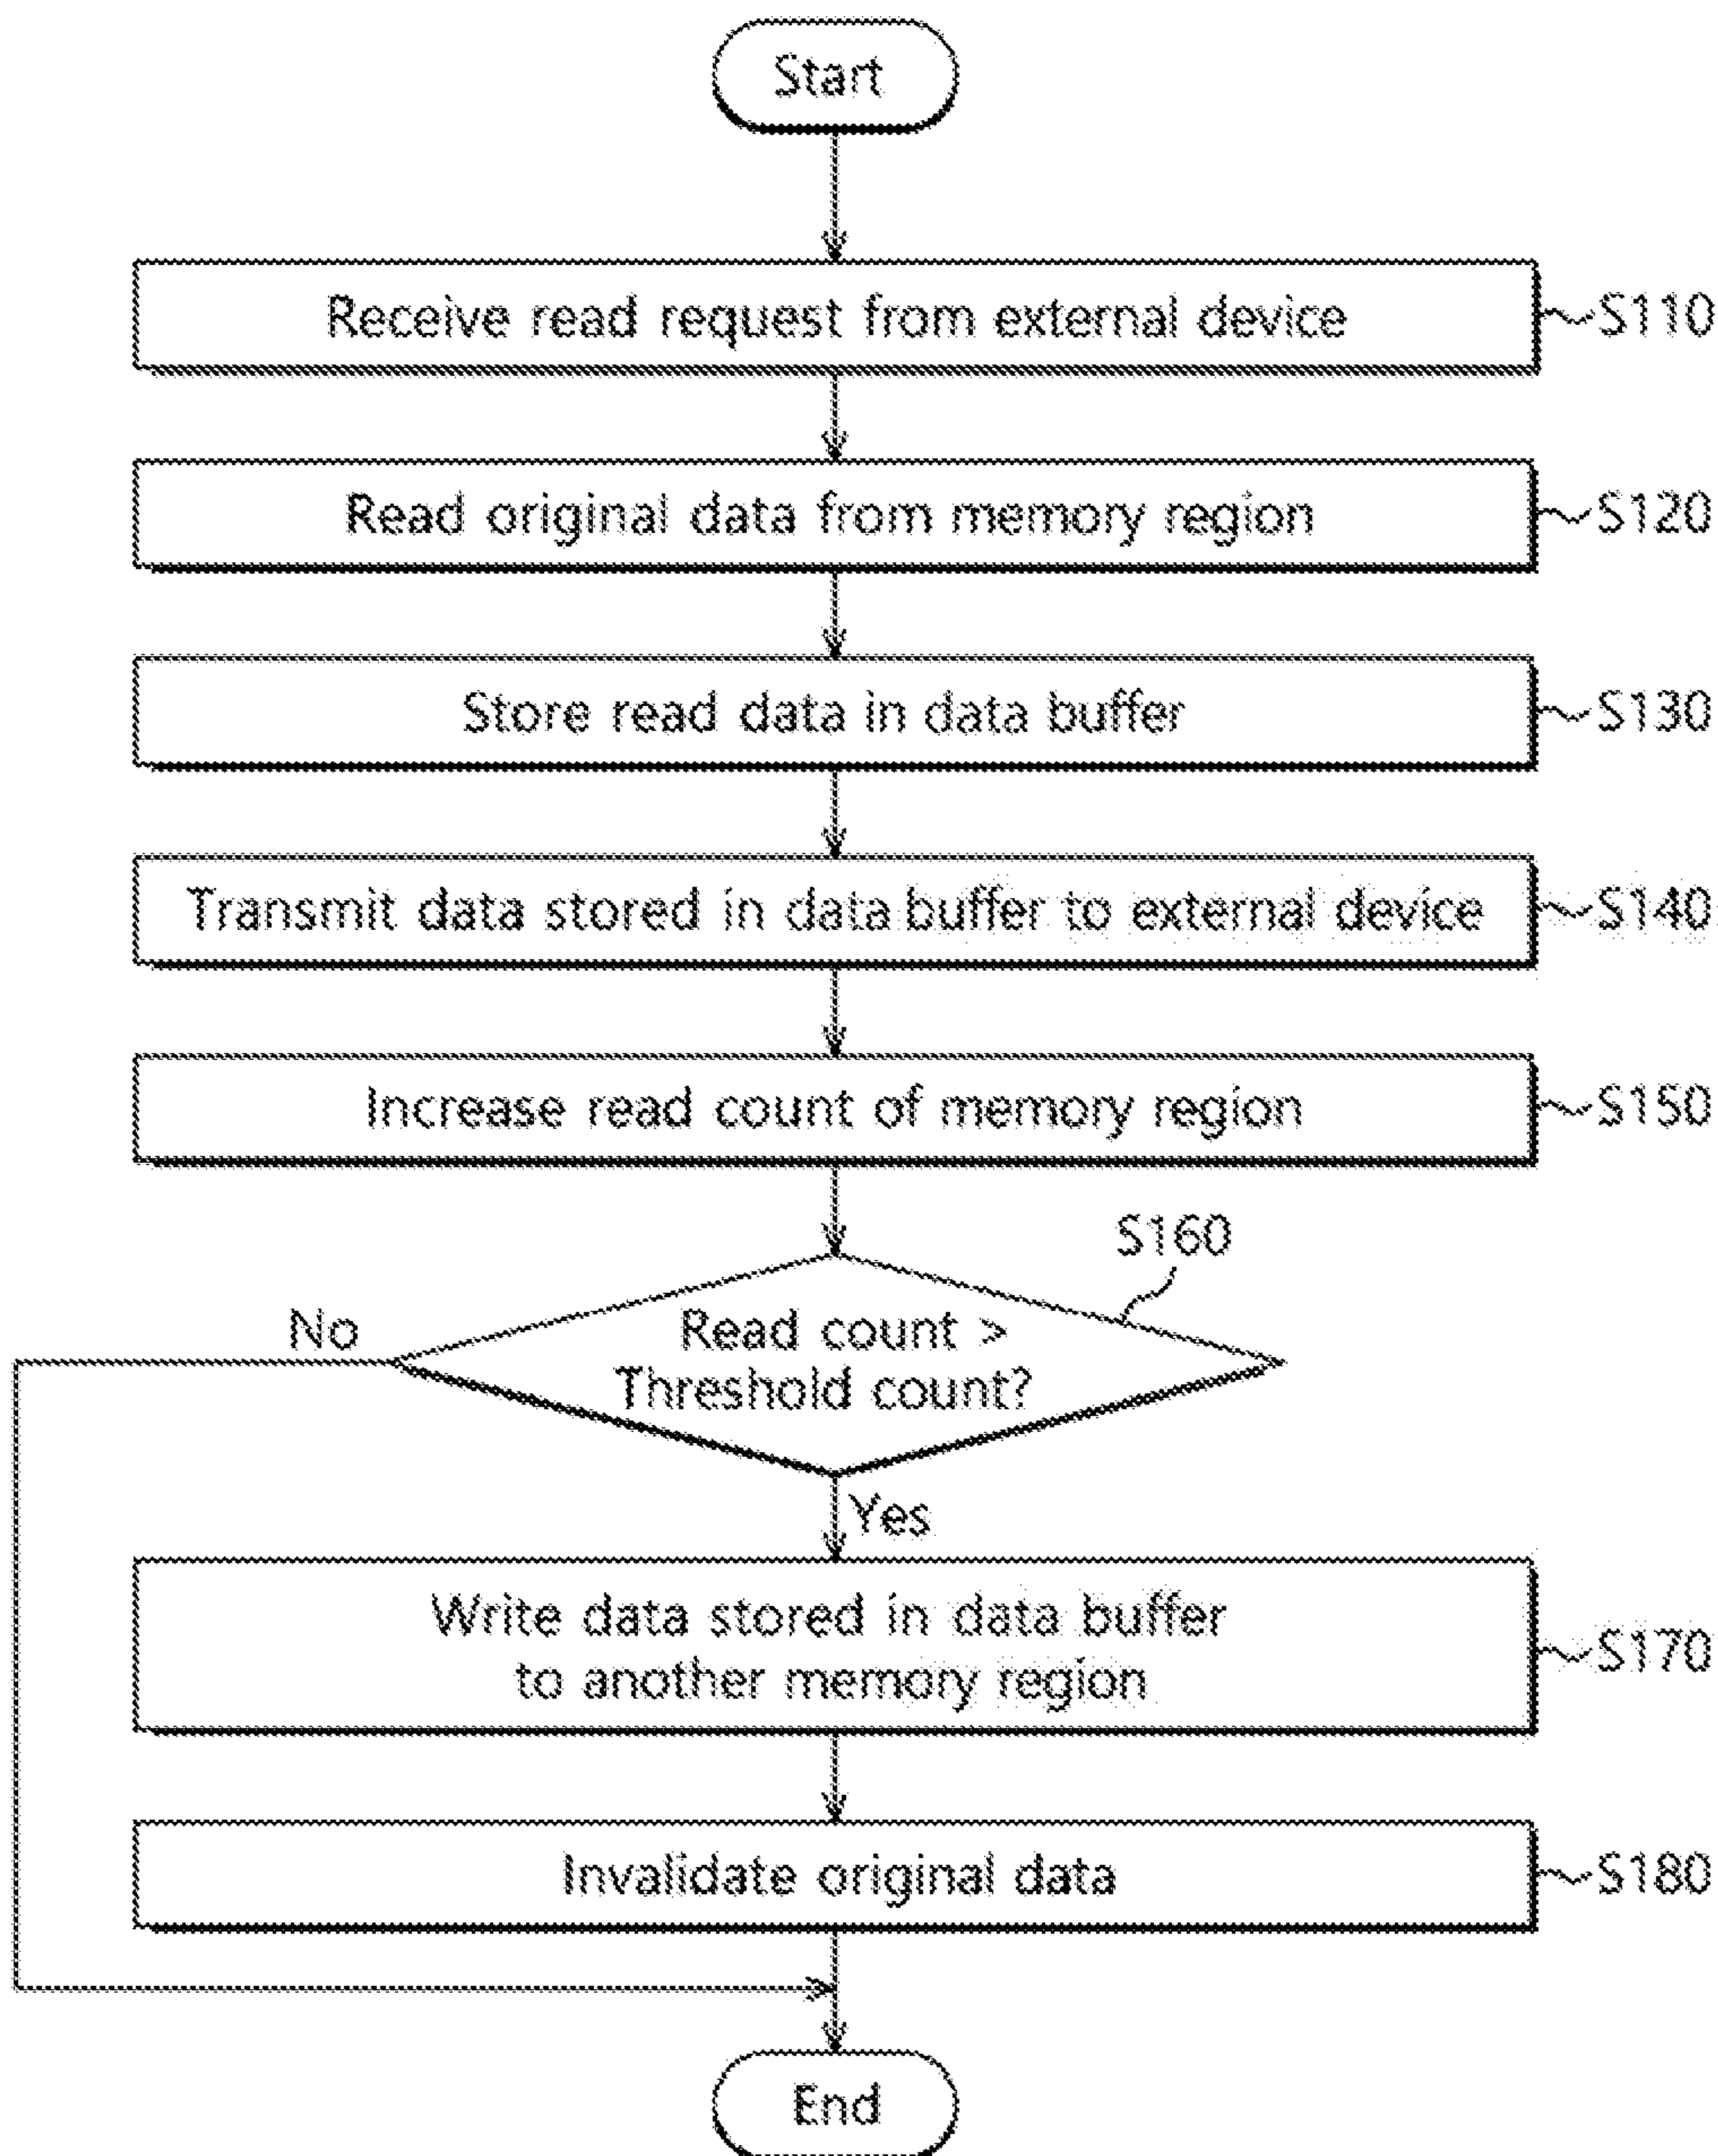 Start
Receive read request from external device
S110
Read original data from memory region
S120
Store read data in data buffer
S130
Transmit data stored in data buffer to external device
S140
Increase read count of memory region
S150
S160
No
Read count >
Threshold count?
Yes
Write data stored in data buffer
to another memory region
S170
Invalidate original data
S180
End